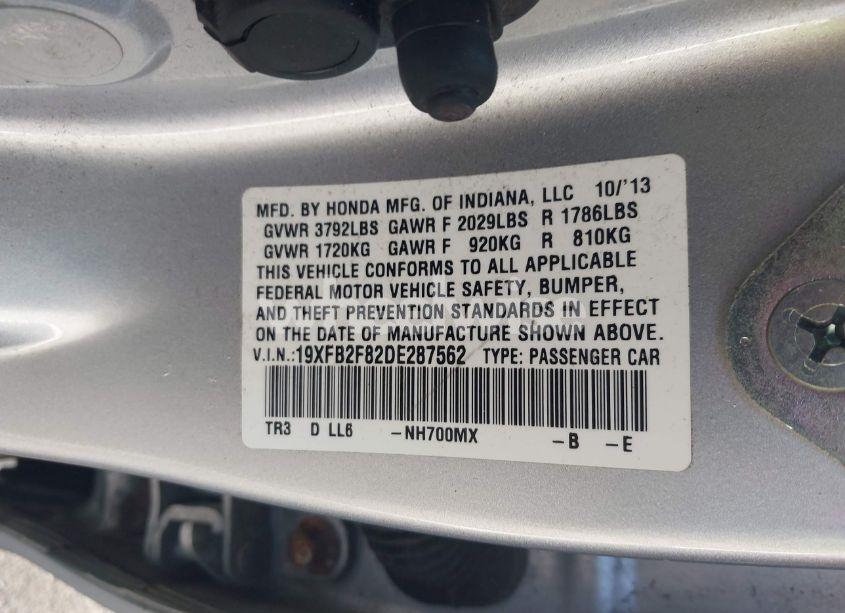 MFD. BY HONDA MFG. OF INDIANA, LLC 10/'13
GVWR 3792LBS GAWR F 2029LBS R 1786LBS
GVWR 1720KG GAWR F 920KG R 810KG
THIS VEHICLE CONFORMS TO ALL APPLICABLE
FEDERAL MOTOR VEHICLE SAFETY, BUMPER,
AND THEFT PREVENTION STANDARDS IN EFFECT
ON THE DATE OF MANUFACTURE SHOWN ABOVE.
V.I.N.:19XFB2F82DE287562 TYPE: PASSENGER CAR
TR3 D LL6 -NH700MX -B -E